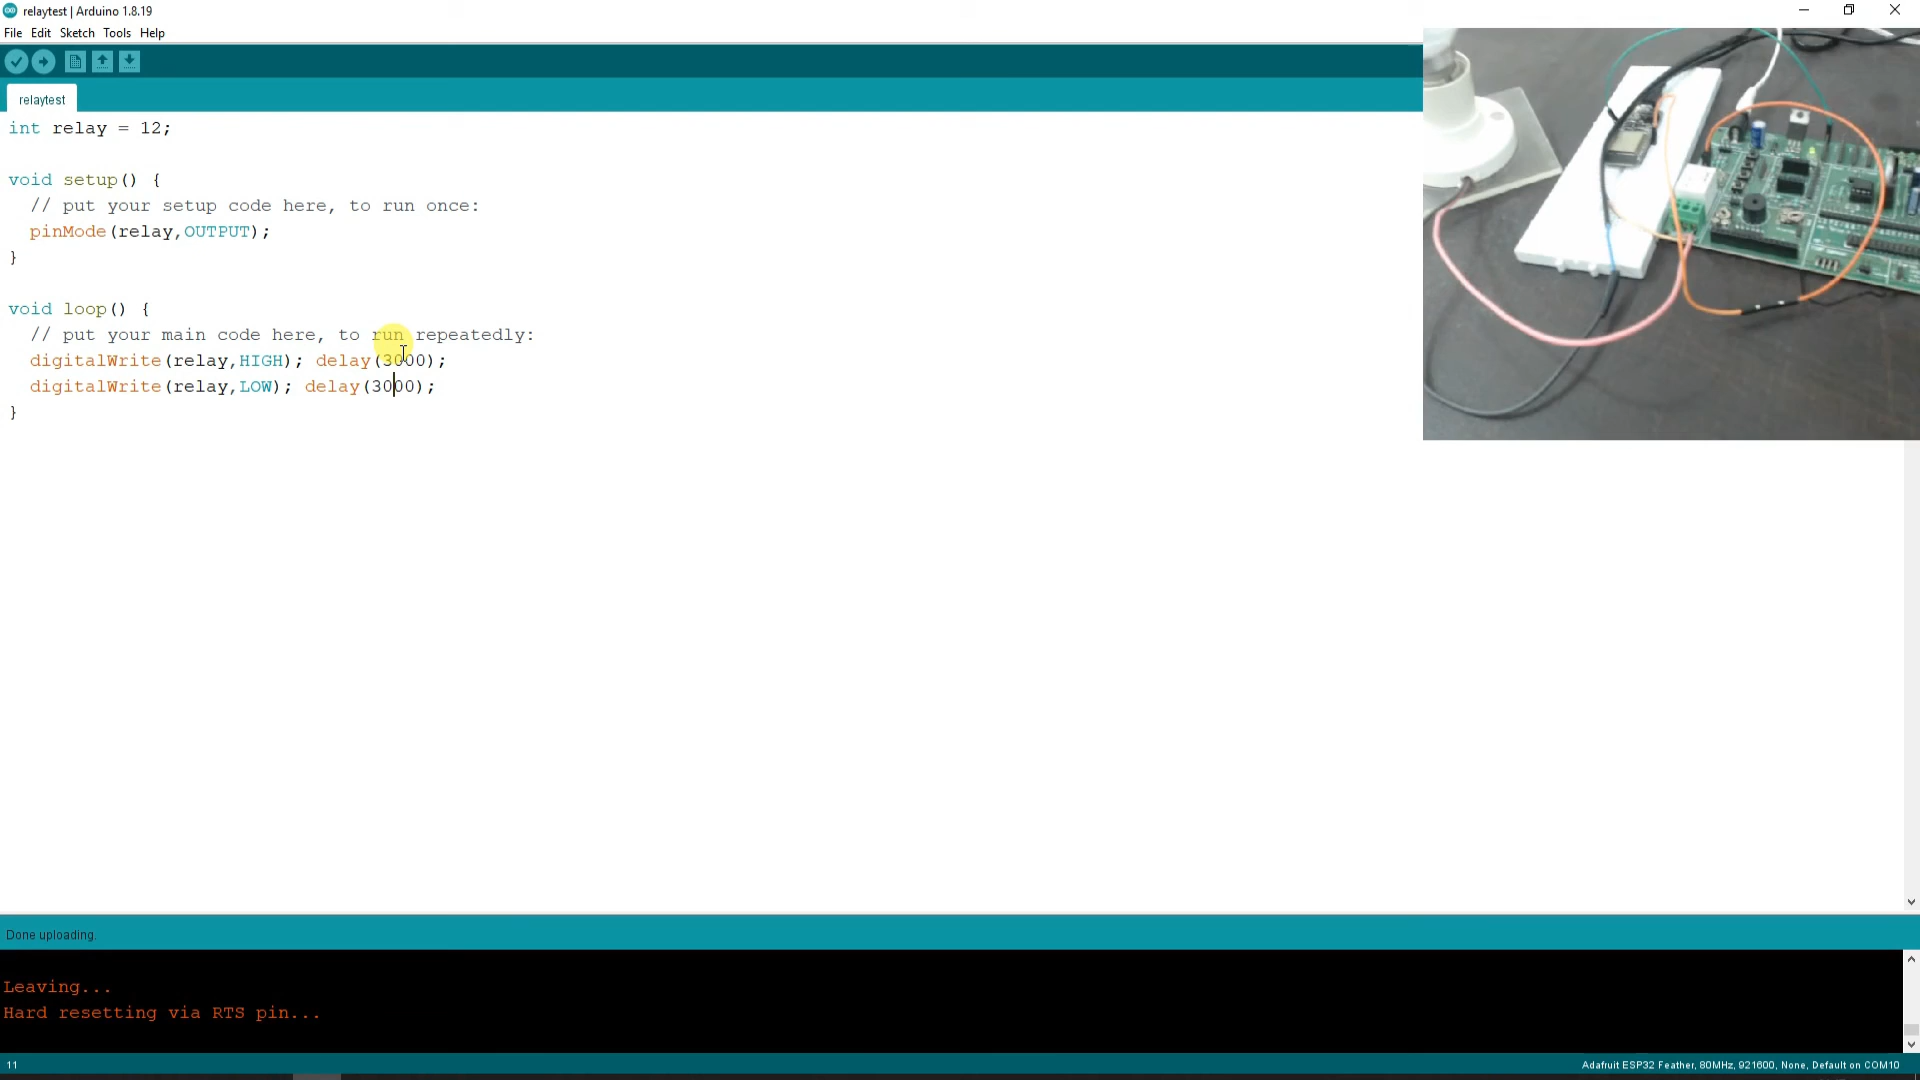 relaytest | Arduino 1.8.19
File Edit Sketch Tools Help
relaytest
int relay = 12;
void setup() {
// put your setup code here, to run once:
pinMode(relay,OUTPUT);
}
void loop() {
// put your main code here, to run repeatedly:
digitalWrite(relay,HIGH); delay(3000);
digitalWrite(relay,LOW); delay(3000);
}
Done uploading.
Leaving...
Hard resetting via RTS pin...
11
Adafruit ESP32 Feather, 80MHz, 921600, None, Default on COM10